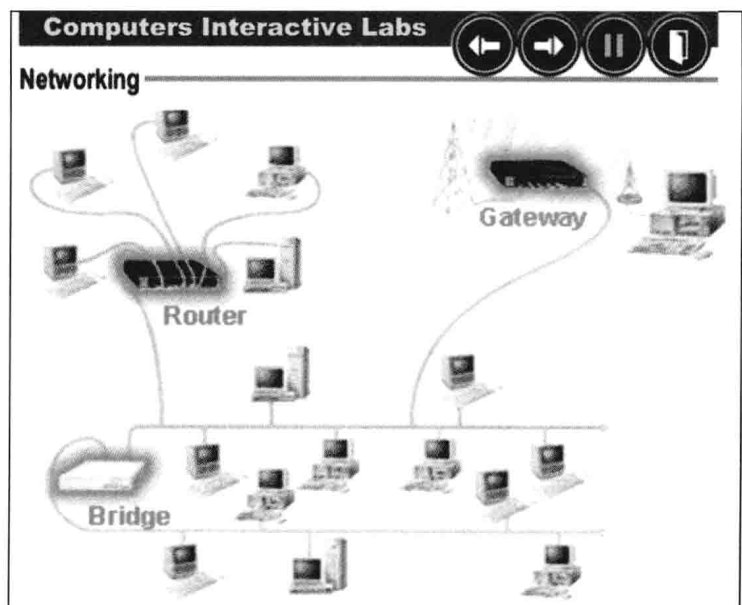 Computers Interactive Labs
Networking
Gateway
Router
Bridge